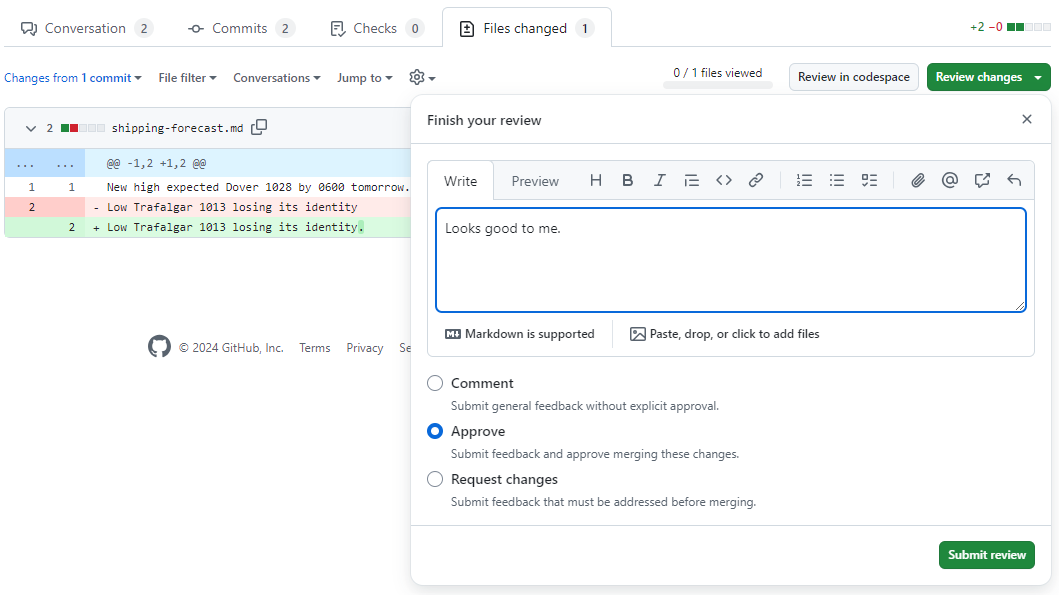 Conversation 2 Commits 2 Checks 0 Files changed 1 +2 −0
Changes from 1 commit File filter Conversations Jump to 0 / 1 files viewed Review in codespace Review changes
2 shipping-forecast.md
... ... @@ -1,2 +1,2 @@
1 1 New high expected Dover 1028 by 0600 tomorrow.
2 - Low Trafalgar 1013 losing its identity
2 + Low Trafalgar 1013 losing its identity.
© 2024 GitHub, Inc. Terms Privacy Se
Finish your review
Write Preview
Looks good to me.
Markdown is supported Paste, drop, or click to add files
Comment
Submit general feedback without explicit approval.
Approve
Submit feedback and approve merging these changes.
Request changes
Submit feedback that must be addressed before merging.
Submit review